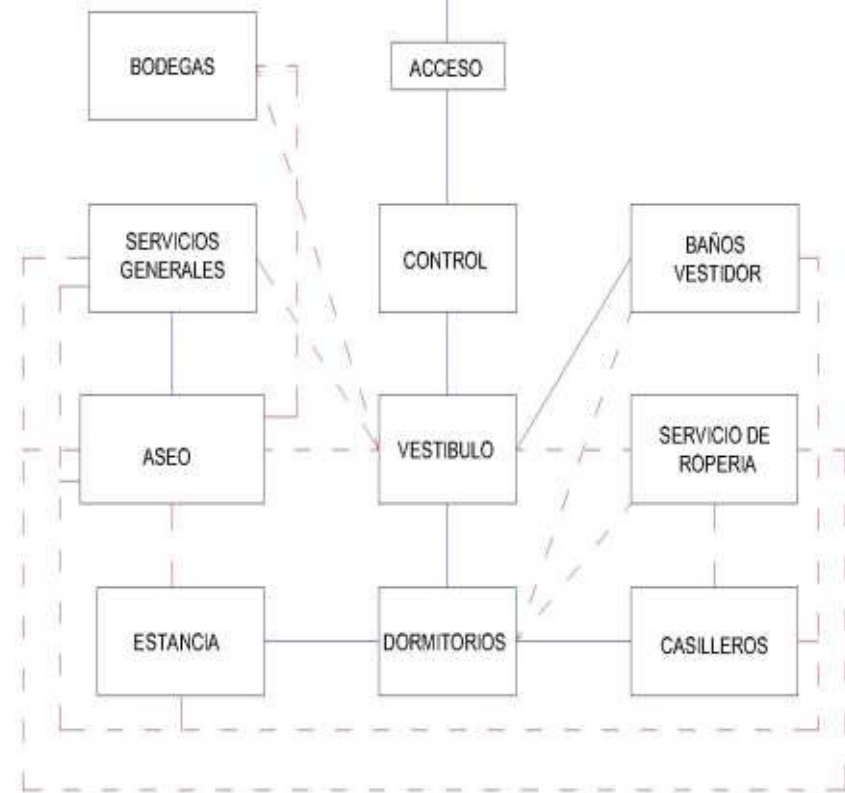 BODEGAS
ACCESO
SERVICIOS
GENERALES
CONTROL
BAÑOS
VESTIDOR
ASEO
VESTIBULO
SERVICIO DE
ROPERIA
ESTANCIA
DORMITORIOS
CASILLEROS